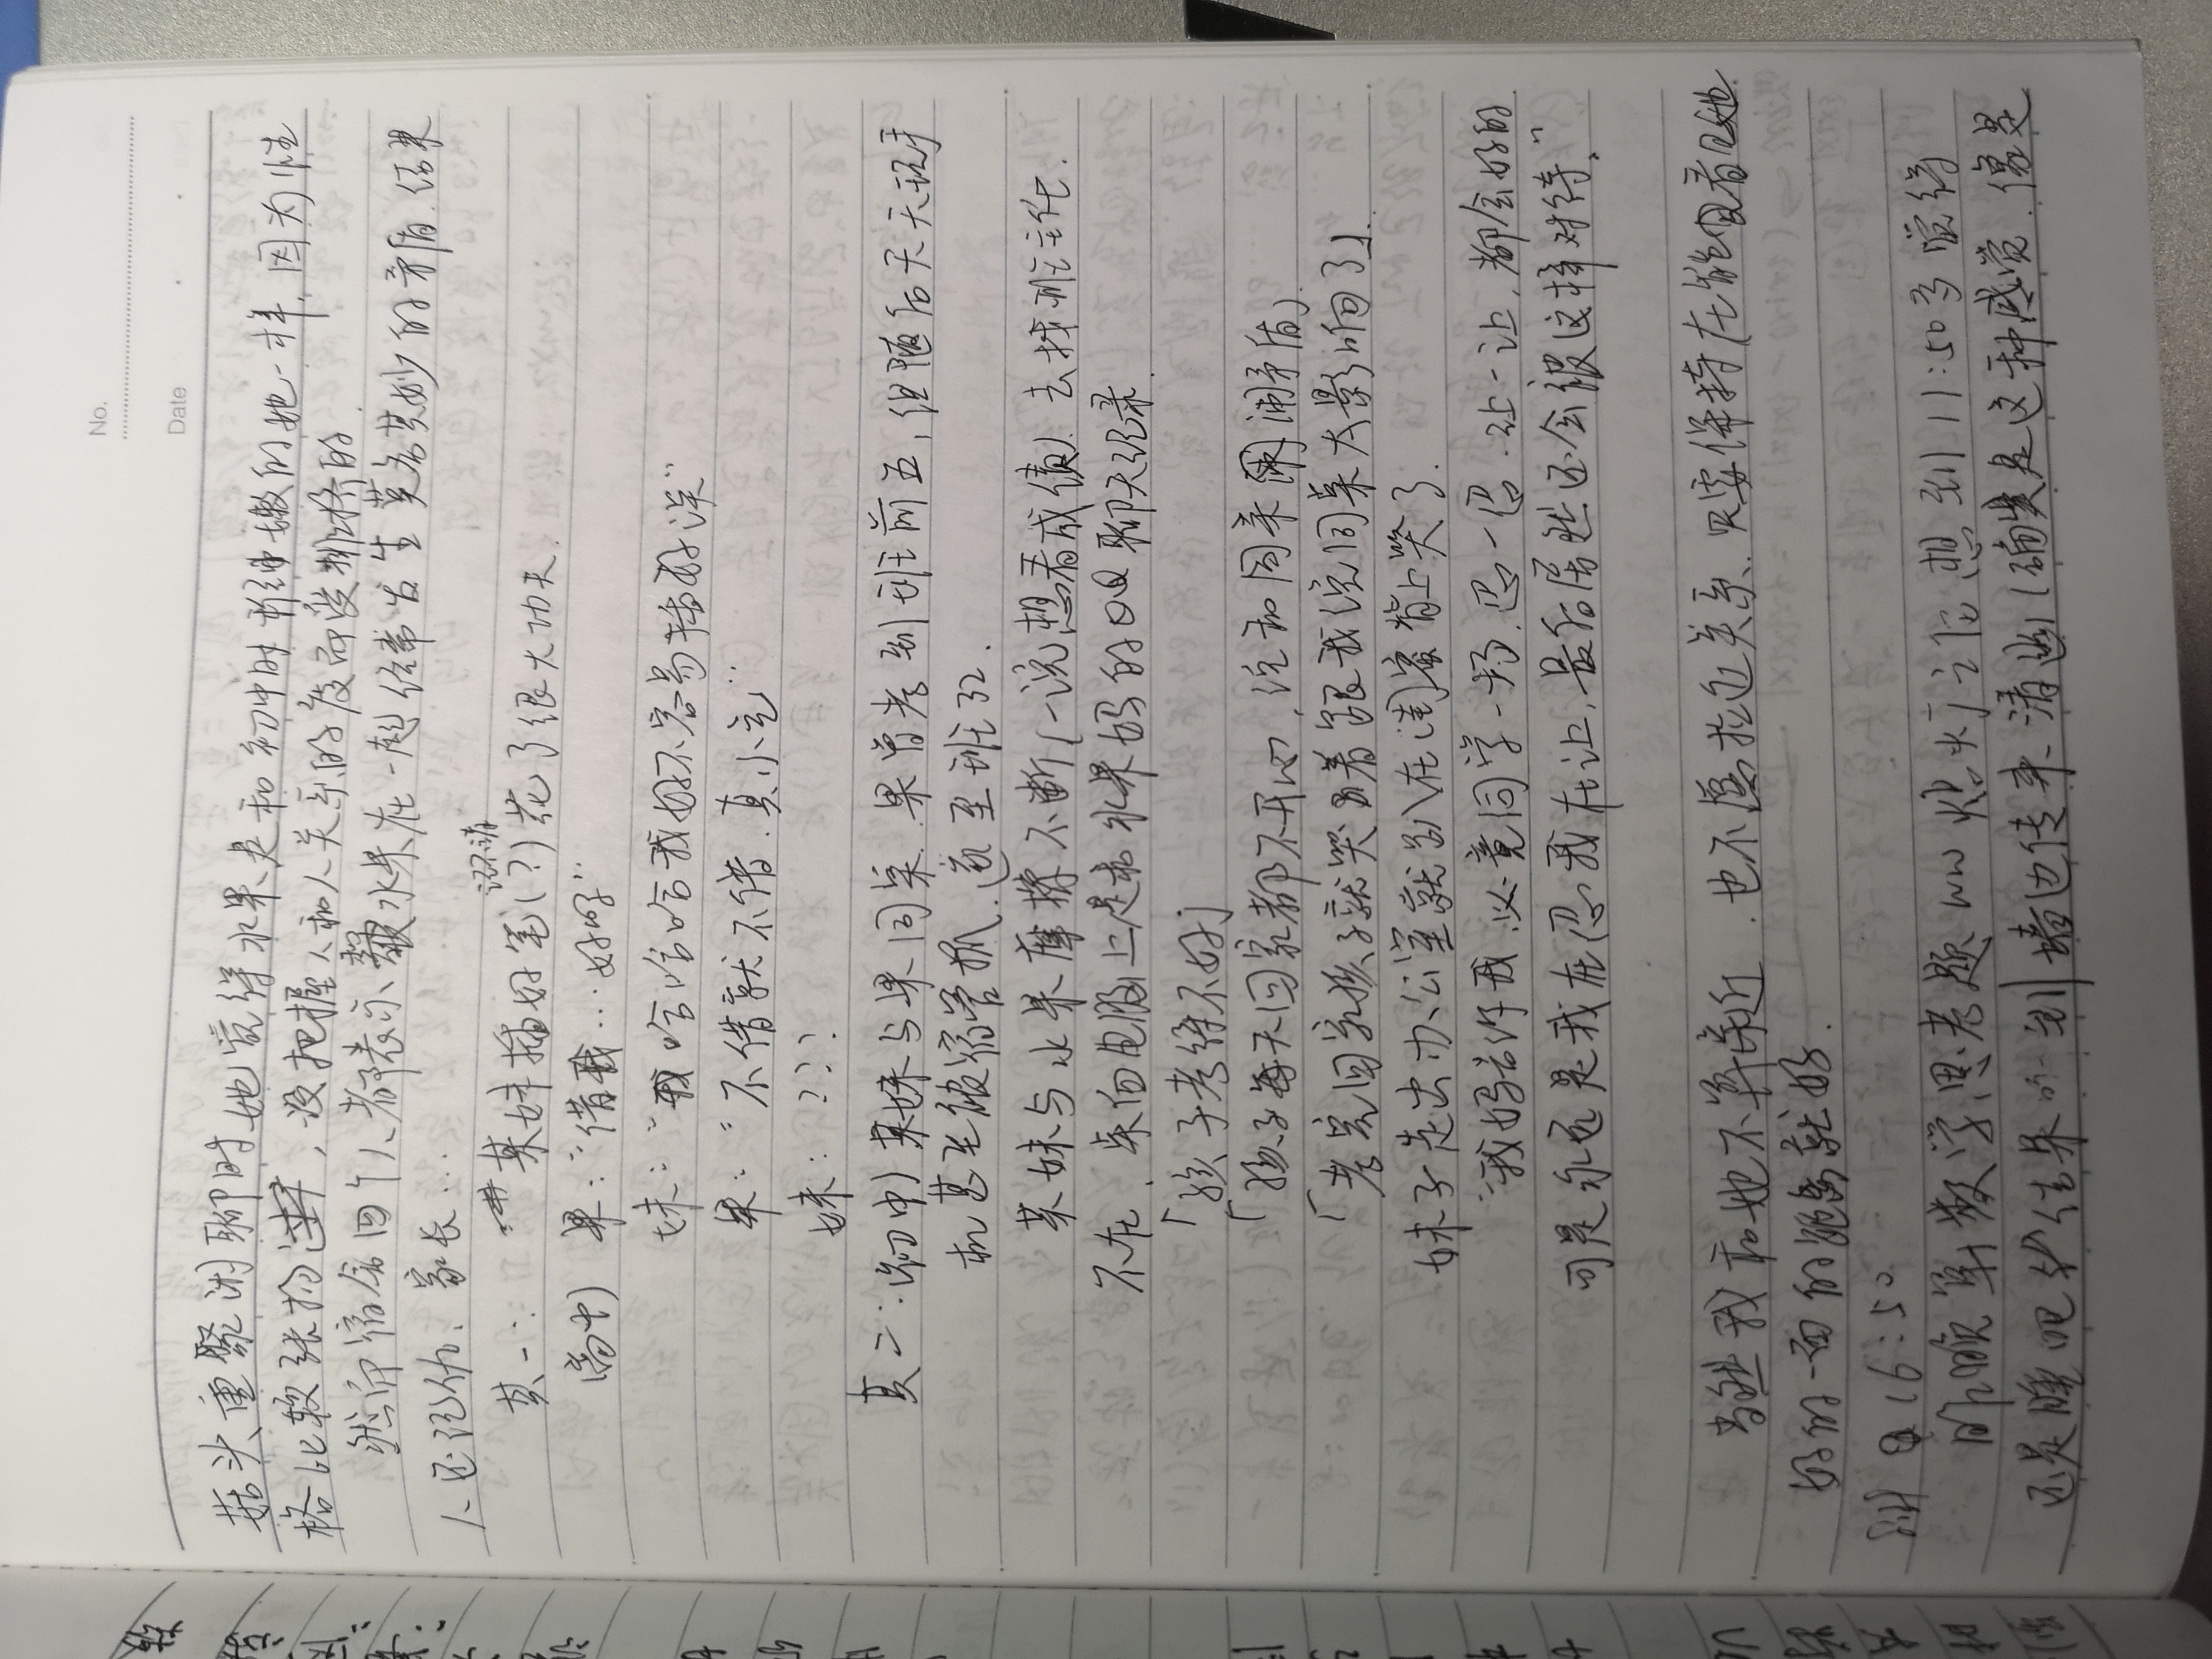 No.
Date
菇头重聚闲聊时她觉得水果是和初中时稚嫩的她一样,因为性
格比较张扬,没把握人和人关系的度而受排挤的.
然而宿舍四个人都表示 水果在一起经常发生莫名其妙的矛盾.结果
人还记仇、家长…
其一: 某妹插好笔(?)花了很大功夫.
记不清
高中) 果:“借我…好呀”
妹:“我哈哈哈我好不容易插好诶”
果:“不借就不借.真小气”
妹:???
其二:(初中)某妹与果同桌.果曾考到班前五,但随后天天玩手
机甚至被宿管抓.退至班32.
某妹与水果摩擦不断(一说想看成绩)去找班主任.
不在,桌面电脑上是和水果妈的QQ聊天记录.
「孩子考得不好」
「孩子每天回家都不开心,说和同桌闹矛盾」
「考完回家孩子就哭着跟我说同桌太影响了」.
妹子走出办公室就趴在闺蜜背上哭了.
“我妈告诉我,必竟同学一场,忍一忍.让一让,都会好的.
可是永远是我在忍我在让,最后居然还会被这样对待.”
当然我和她不算亲近.也不愿拉近关系.只要保持在能看见她
好的一面的距离就好.
16:50
昨晚算数学思考题 熄灯之后想到11:50多觉得
还是睡吧 结果听到墙边传来清幽(确实是这种感觉.像是